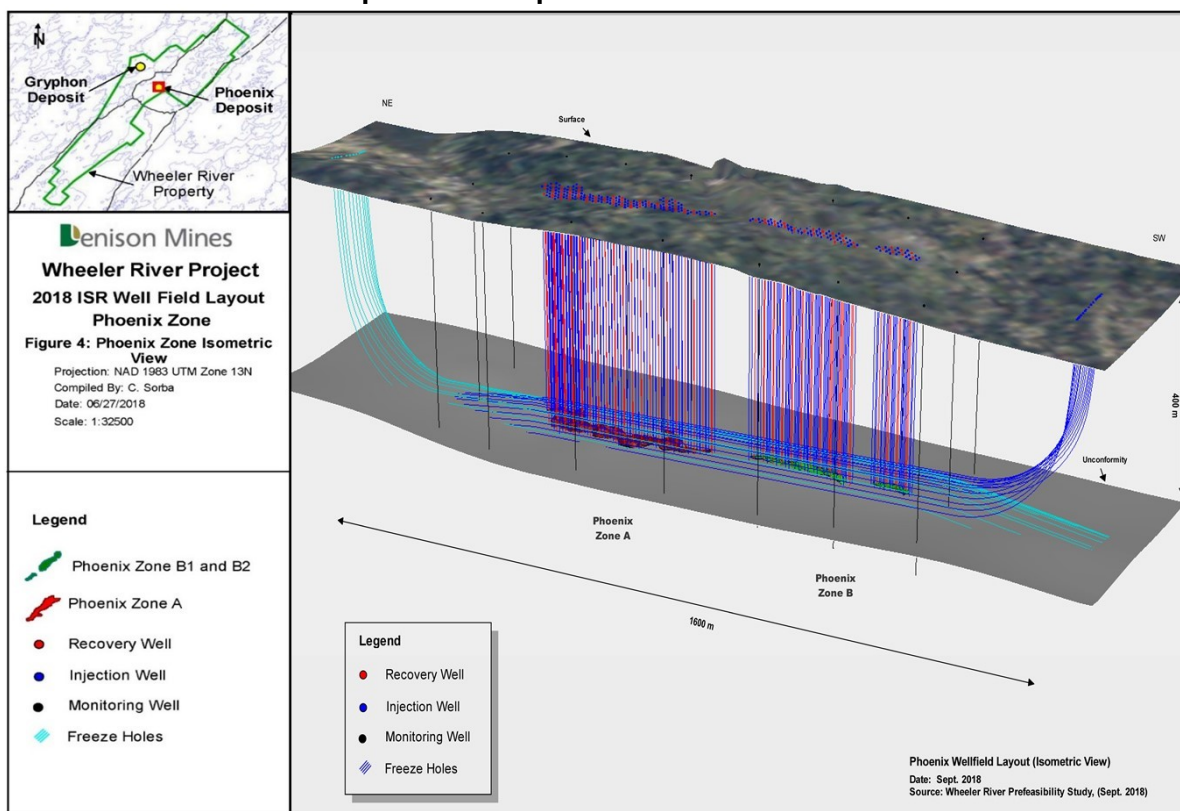 N
Gryphon
Deposit
Phoenix
Deposit
Wheeler River
Property
Denison Mines
Wheeler River Project
2018 ISR Well Field Layout
Phoenix Zone
Figure 4: Phoenix Zone Isometric
View
Projection: NAD 1983 UTM Zone 13N
Compiled By: C. Sorba
Date: 06/27/2018
Scale: 1:32500
Legend
Phoenix Zone B1 and B2
Phoenix Zone A
Recovery Well
Injection Well
Monitoring Well
Freeze Holes
NE
Surface
SW
400 m
Unconformity
Phoenix
Zone A
Phoenix
Zone B
1600 m
Legend
Recovery Well
Injection Well
Monitoring Well
Freeze Holes
Phoenix Wellfield Layout (Isometric View)
Date: Sept. 2018
Source: Wheeler River Prefeasibility Study, (Sept. 2018)